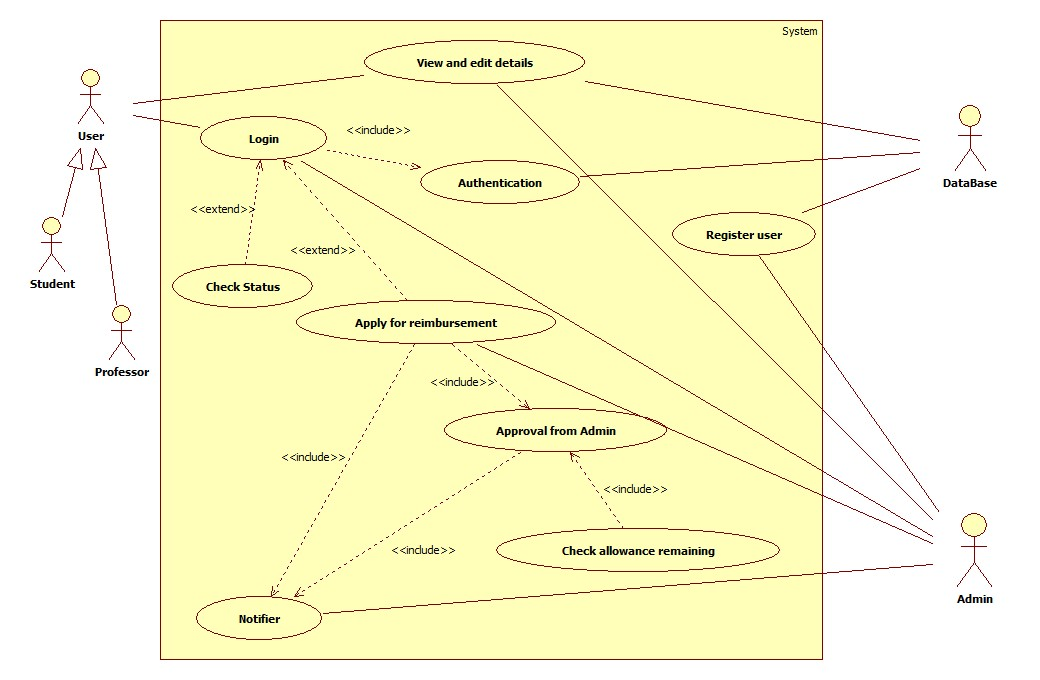 System
View and edit details
User
Login
<<include>>
Authentication
DataBase
<<extend>>
Register user
<<extend>>
Student
Check Status
Apply for reimbursement
Professor
<<include>>
Approval from Admin
<<include>>
<<include>>
<<include>>
Check allowance remaining
Admin
Notifier